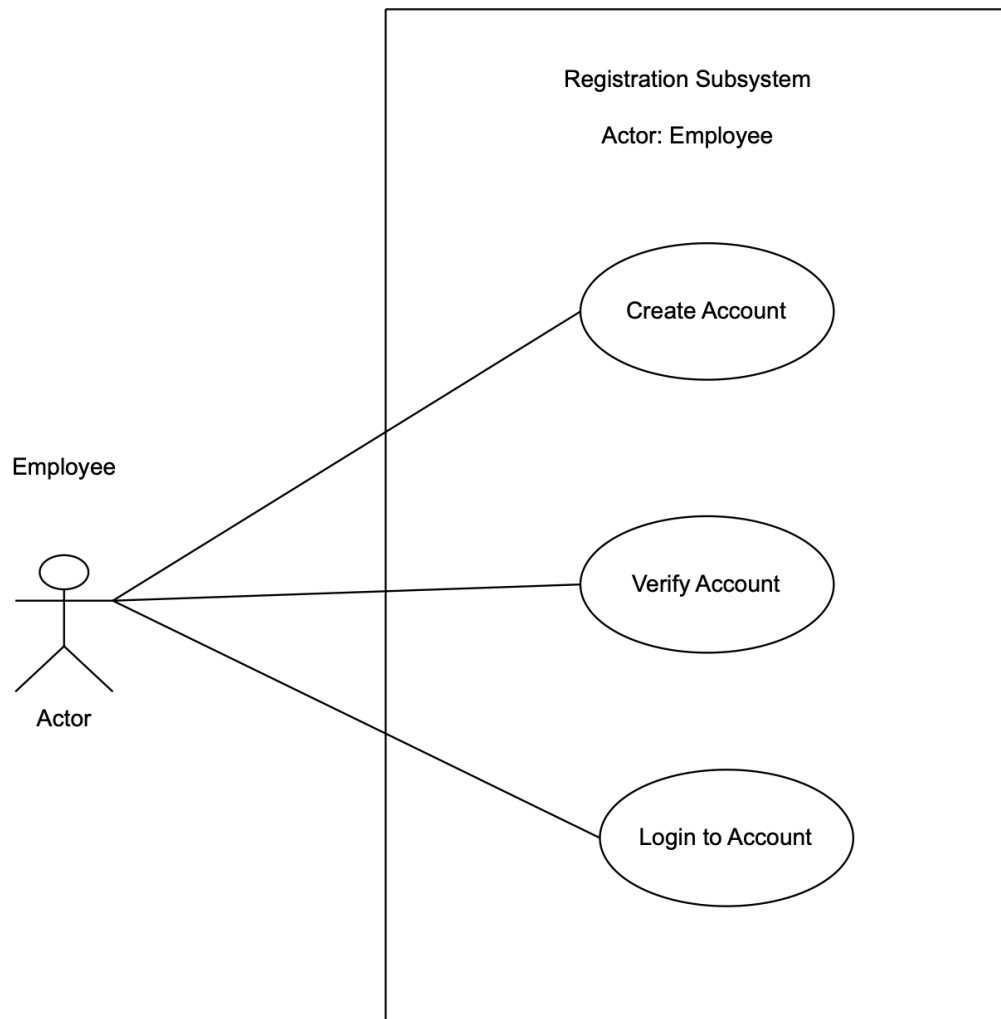 Registration Subsystem
Actor: Employee
Create Account
Employee
Verify Account
Actor
Login to Account